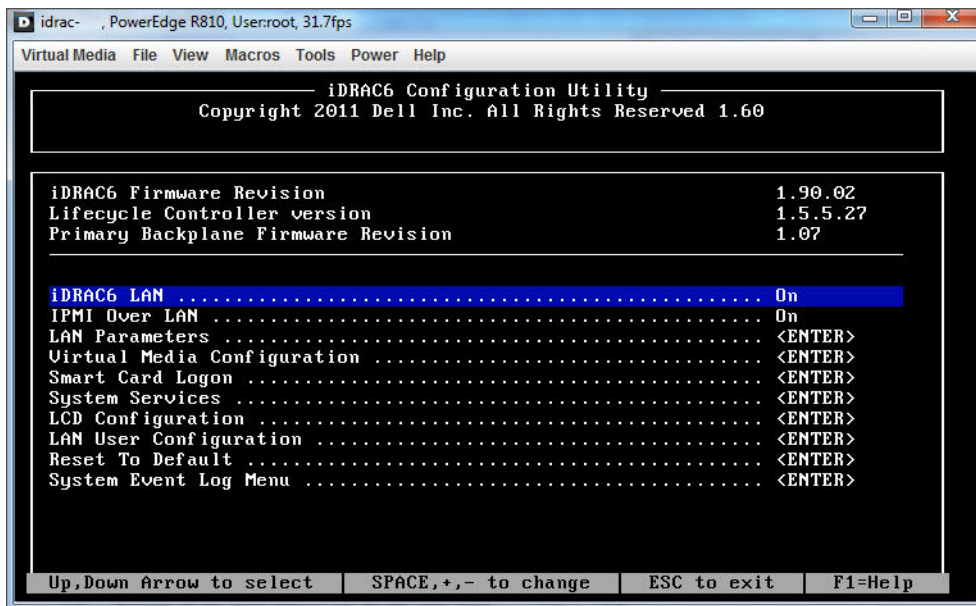 idrac- , PowerEdge R810, User:root, 31.7fps
Virtual Media File View Macros Tools Power Help
iDRAC6 Configuration Utility
Copyright 2011 Dell Inc. All Rights Reserved 1.60
iDRAC6 Firmware Revision 1.90.02
Lifecycle Controller version 1.5.5.27
Primary Backplane Firmware Revision 1.07
iDRAC6 LAN ..................................................... On
IPMI Over LAN .................................................. On
LAN Parameters ................................................. <ENTER>
Virtual Media Configuration .................................... <ENTER>
Smart Card Logon ............................................... <ENTER>
System Services ................................................ <ENTER>
LCD Configuration ............................................... <ENTER>
LAN User Configuration ......................................... <ENTER>
Reset To Default ............................................... <ENTER>
System Event Log Menu .......................................... <ENTER>
Up,Down Arrow to select SPACE,+,- to change ESC to exit F1=Help